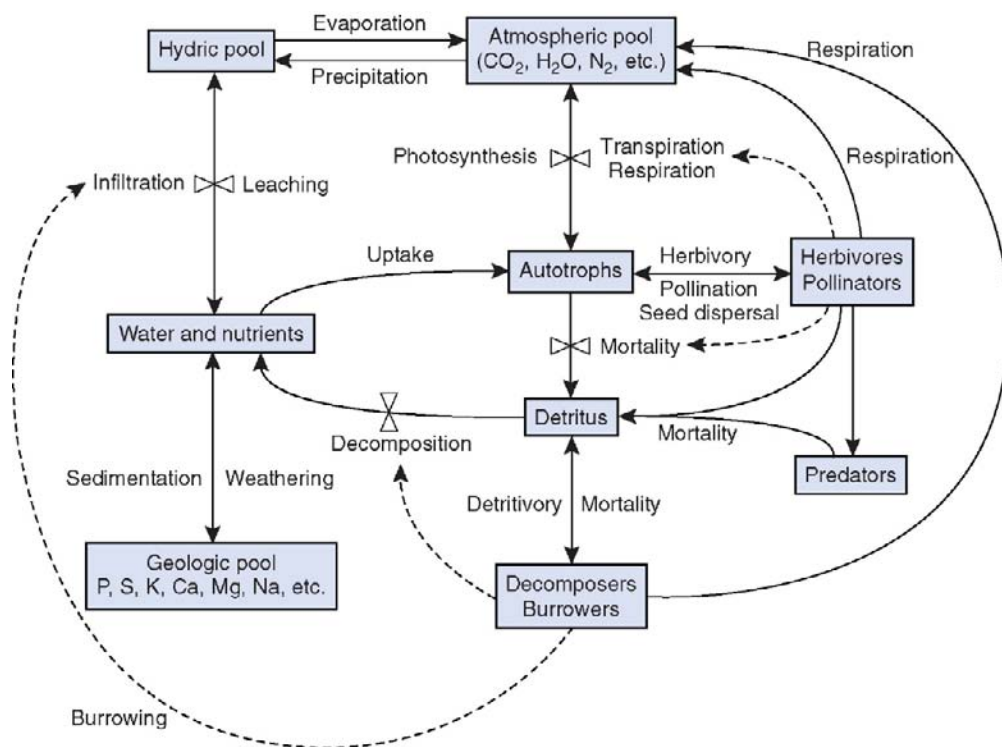 Evaporation
Hydric pool
Atmospheric pool
(CO₂, H₂O, N₂, etc.)
Precipitation
Respiration
Photosynthesis
Transpiration
Respiration
Respiration
Infiltration
Leaching
Uptake
Autotrophs
Herbivory
Pollination
Seed dispersal
Herbivores
Pollinators
Water and nutrients
Mortality
Detritus
Decomposition
Mortality
Predators
Sedimentation
Weathering
Detritivory
Mortality
Geologic pool
P, S, K, Ca, Mg, Na, etc.
Decomposers
Burrowers
Burrowing